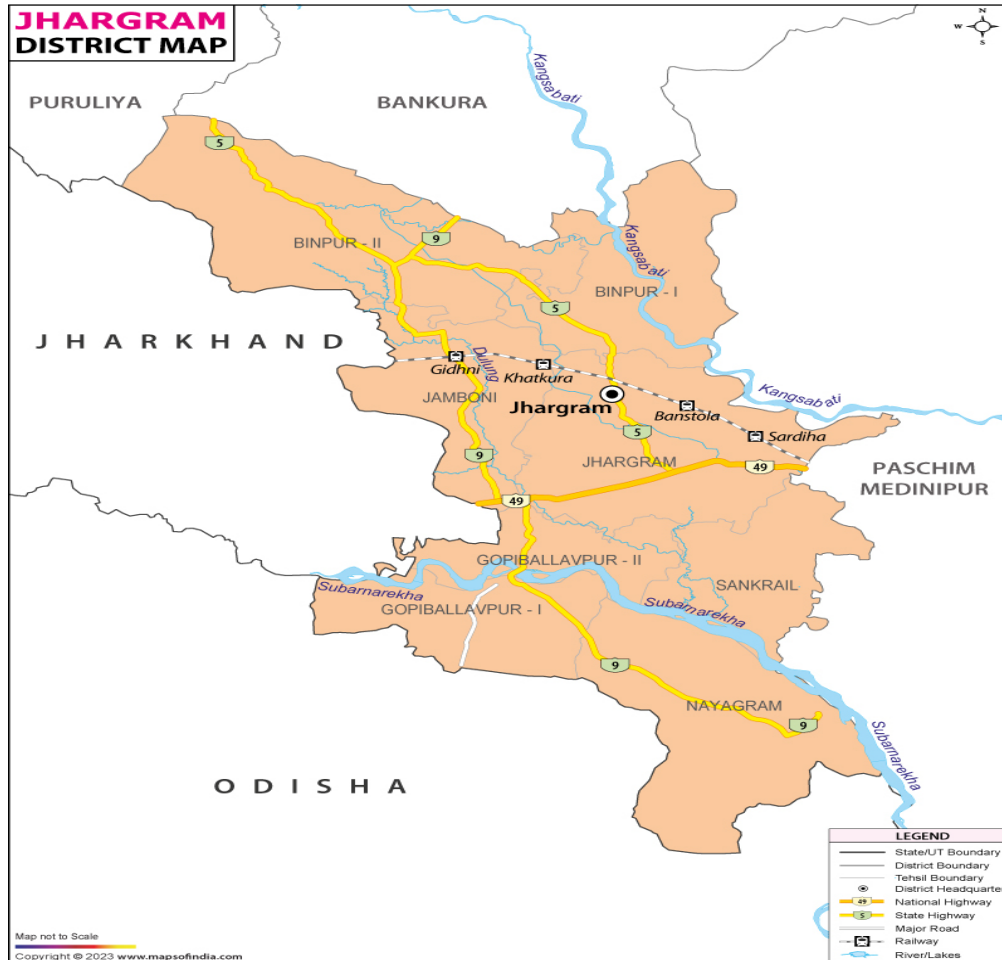 JHARGRAM
DISTRICT MAP
N
W
S
PURULIYA
BANKURA
Kangsabati
5
BINPUR - II
9
Kangsabati
BINPUR - I
5
JHARKHAND
Gidhni
Dulung
Khatkura
JAMBONI
Jhargram
Banstola
Kangsabati
5
Sardiha
9
JHARGRAM
49
PASCHIM
MEDINIPUR
49
GOPIBALLAVPUR - II
Subarnarekha
SANKRAIL
GOPIBALLAVPUR - I
Subarnarekha
9
NAYAGRAM
9
Subarnarekha
ODISHA
LEGEND
State/UT Boundary
District Boundary
Tehsil Boundary
District Headquarte
49 National Highway
5 State Highway
Major Road
Railway
River/Lakes
Map not to Scale
Copyright © 2023 www.mapsofindia.com